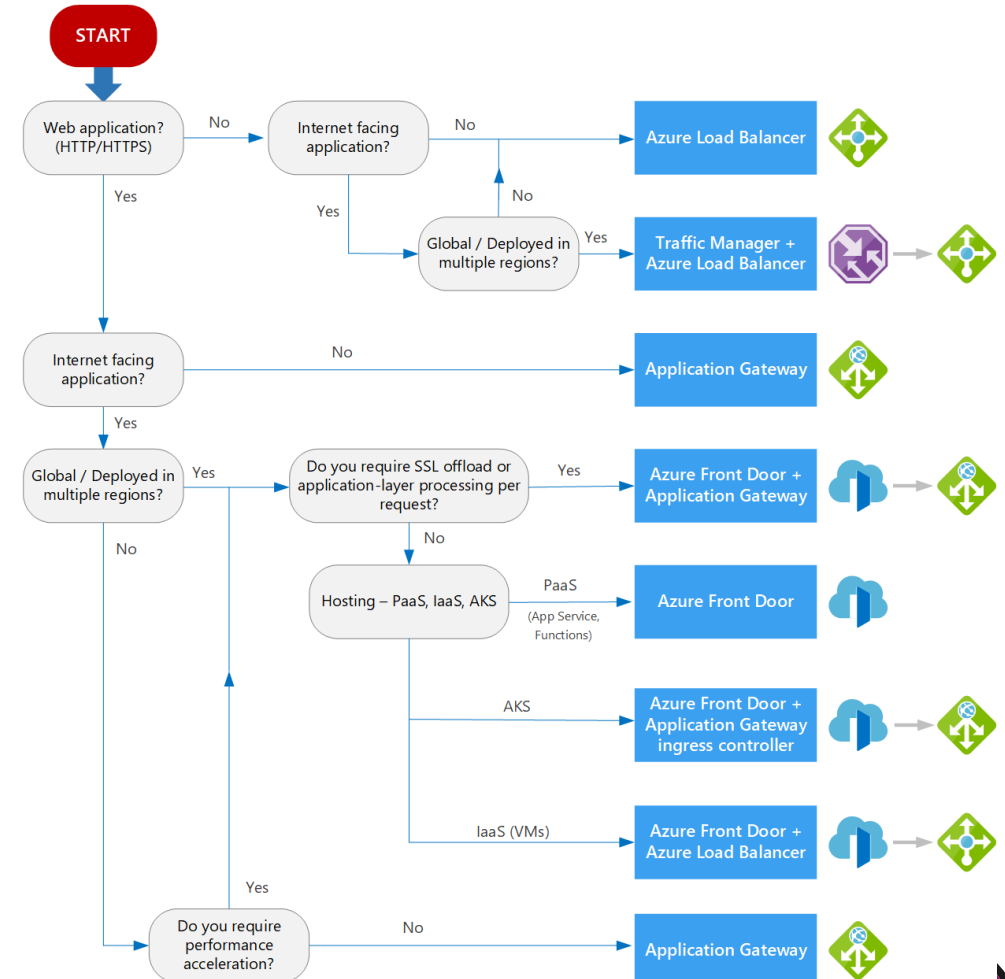 START
Web application?
(HTTP/HTTPS)
No
Internet facing
application?
No
Azure Load Balancer
Yes
Yes
No
Global / Deployed in
multiple regions?
Yes
Traffic Manager +
Azure Load Balancer
Internet facing
application?
No
Application Gateway
Yes
Global / Deployed in
multiple regions?
Yes
Do you require SSL offload or
application-layer processing per
request?
Yes
Azure Front Door +
Application Gateway
No
No
Hosting – PaaS, IaaS, AKS
PaaS
(App Service,
Functions)
Azure Front Door
AKS
Azure Front Door +
Application Gateway
ingress controller
IaaS (VMs)
Azure Front Door +
Azure Load Balancer
Yes
Do you require
performance
acceleration?
No
Application Gateway